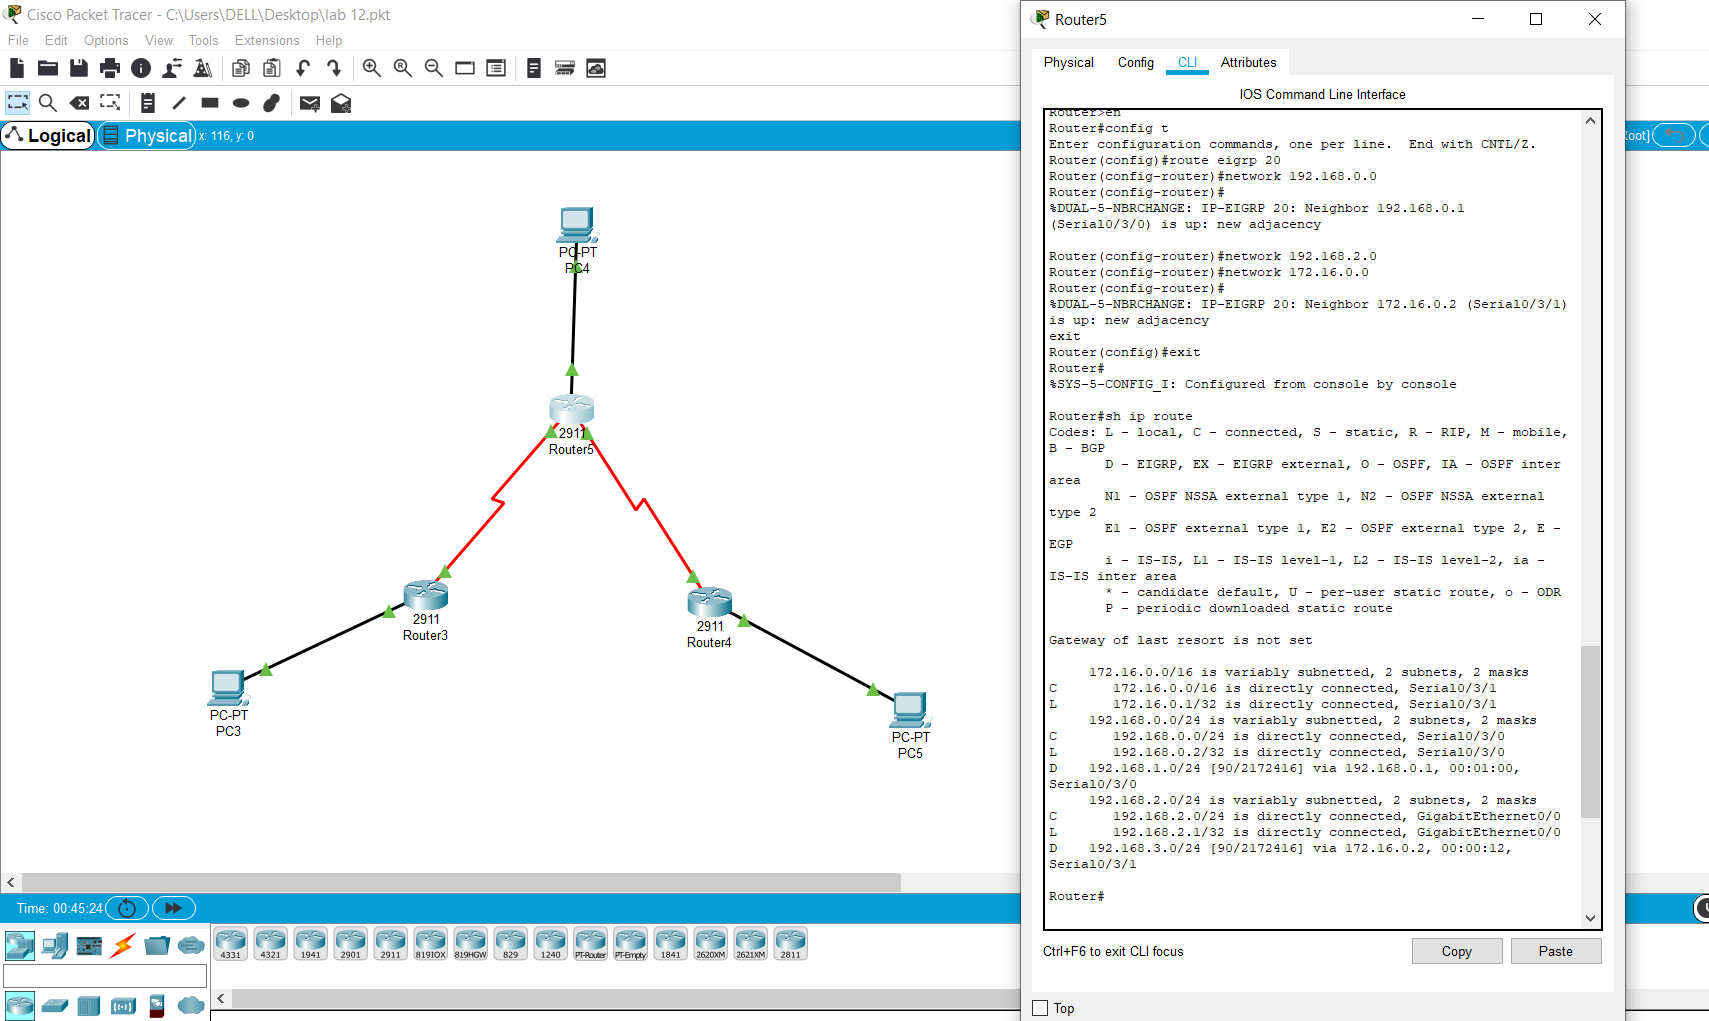 Cisco Packet Tracer - C:\Users\DELL\Desktop\lab 12.pkt
File Edit Options View Tools Extensions Help
Logical Physical x: 116, y: 0
Root]
PC-PT
PC4
2911
Router5
2911
Router3
2911
Router4
PC-PT
PC3
PC-PT
PC5
Time: 00:45:24
4331 4321 1941 2901 2911 819IOX 819HGW 829 1240 PT-Router PT-Empty 1841 2620XM 2621XM 2811
Router5
Physical Config CLI Attributes
IOS Command Line Interface
Router>en
Router#config t
Enter configuration commands, one per line.  End with CNTL/Z.
Router(config)#route eigrp 20
Router(config-router)#network 192.168.0.0
Router(config-router)#
%DUAL-5-NBRCHANGE: IP-EIGRP 20: Neighbor 192.168.0.1
(Serial0/3/0) is up: new adjacency
Router(config-router)#network 192.168.2.0
Router(config-router)#network 172.16.0.0
Router(config-router)#
%DUAL-5-NBRCHANGE: IP-EIGRP 20: Neighbor 172.16.0.2 (Serial0/3/1)
is up: new adjacency
exit
Router(config)#exit
Router#
%SYS-5-CONFIG_I: Configured from console by console
Router#sh ip route
Codes: L - local, C - connected, S - static, R - RIP, M - mobile,
B - BGP
D - EIGRP, EX - EIGRP external, O - OSPF, IA - OSPF inter
area
N1 - OSPF NSSA external type 1, N2 - OSPF NSSA external
type 2
E1 - OSPF external type 1, E2 - OSPF external type 2, E -
EGP
i - IS-IS, L1 - IS-IS level-1, L2 - IS-IS level-2, ia -
IS-IS inter area
* - candidate default, U - per-user static route, o - ODR
P - periodic downloaded static route
Gateway of last resort is not set
172.16.0.0/16 is variably subnetted, 2 subnets, 2 masks
C 172.16.0.0/16 is directly connected, Serial0/3/1
L 172.16.0.1/32 is directly connected, Serial0/3/1
192.168.0.0/24 is variably subnetted, 2 subnets, 2 masks
C 192.168.0.0/24 is directly connected, Serial0/3/0
L 192.168.0.2/32 is directly connected, Serial0/3/0
D 192.168.1.0/24 [90/2172416] via 192.168.0.1, 00:01:00,
Serial0/3/0
192.168.2.0/24 is variably subnetted, 2 subnets, 2 masks
C 192.168.2.0/24 is directly connected, GigabitEthernet0/0
L 192.168.2.1/32 is directly connected, GigabitEthernet0/0
D 192.168.3.0/24 [90/2172416] via 172.16.0.2, 00:00:12,
Serial0/3/1
Router#
Ctrl+F6 to exit CLI focus
Copy Paste
Top